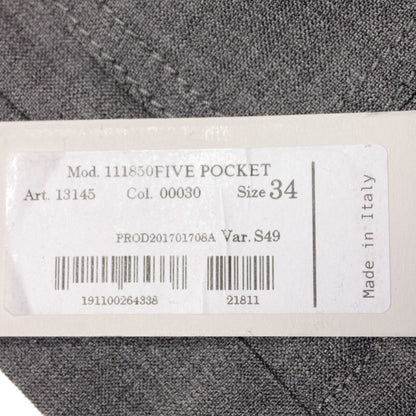 Mod. 111850FIVE POCKET
Art. 13145 Col. 00030 Size 34
PROD201701708A Var. S49
191100264338 21811
Made in Italy